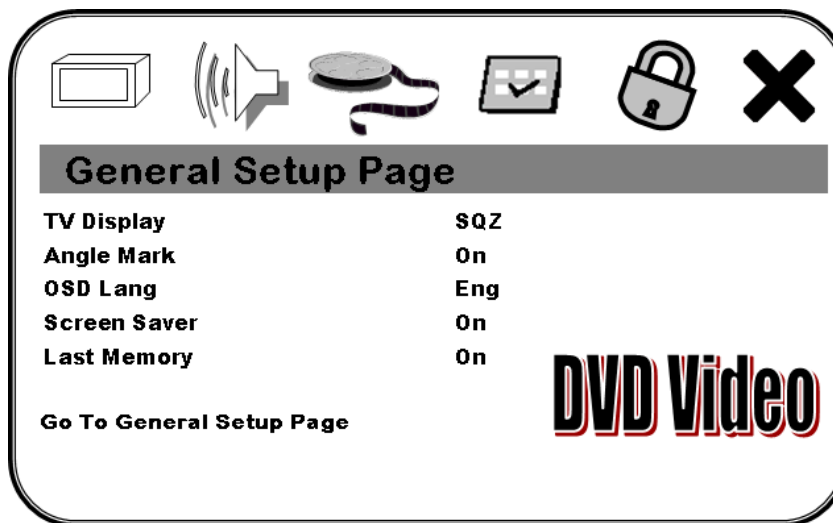 General Setup Page
TV Display SQZ
Angle Mark On
OSD Lang Eng
Screen Saver On
Last Memory On
DVD Video
Go To General Setup Page